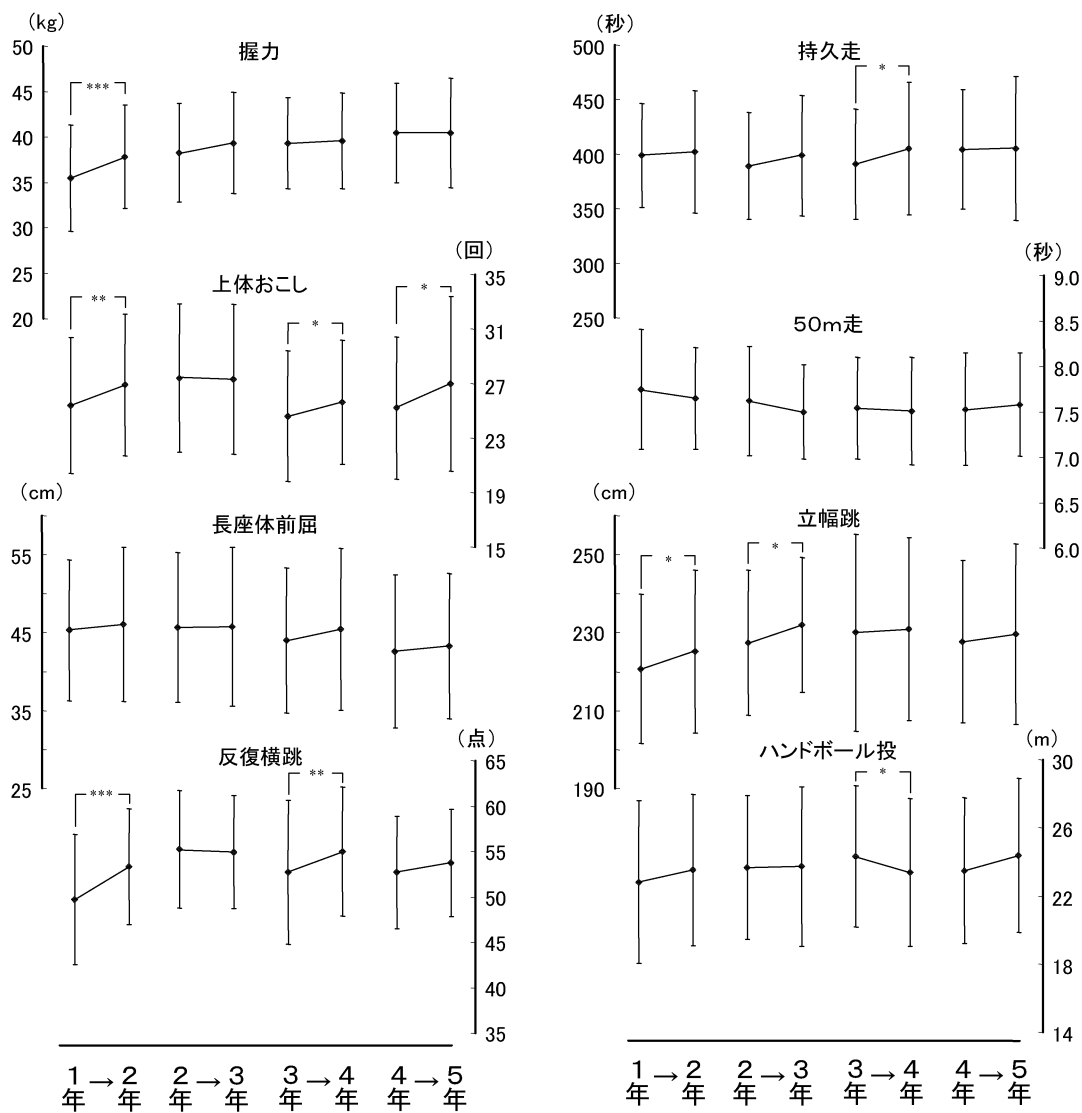 (kg)
握力
50
45
40
35
30
25
20
***
(回)
上体おこし
35
31
27
23
19
15
**
*
*
(cm)
長座体前屈
55
45
35
25
(点)
反復横跳
65
60
55
50
45
40
35
***
**
1年→2年
2年→3年
3年→4年
4年→5年
(秒)
持久走
500
450
400
350
300
250
*
(秒)
50m走
9.0
8.5
8.0
7.5
7.0
6.5
6.0
(cm)
立幅跳
250
230
210
190
*
*
(m)
ハンドボール投
30
26
22
18
14
*
1年→2年
2年→3年
3年→4年
4年→5年